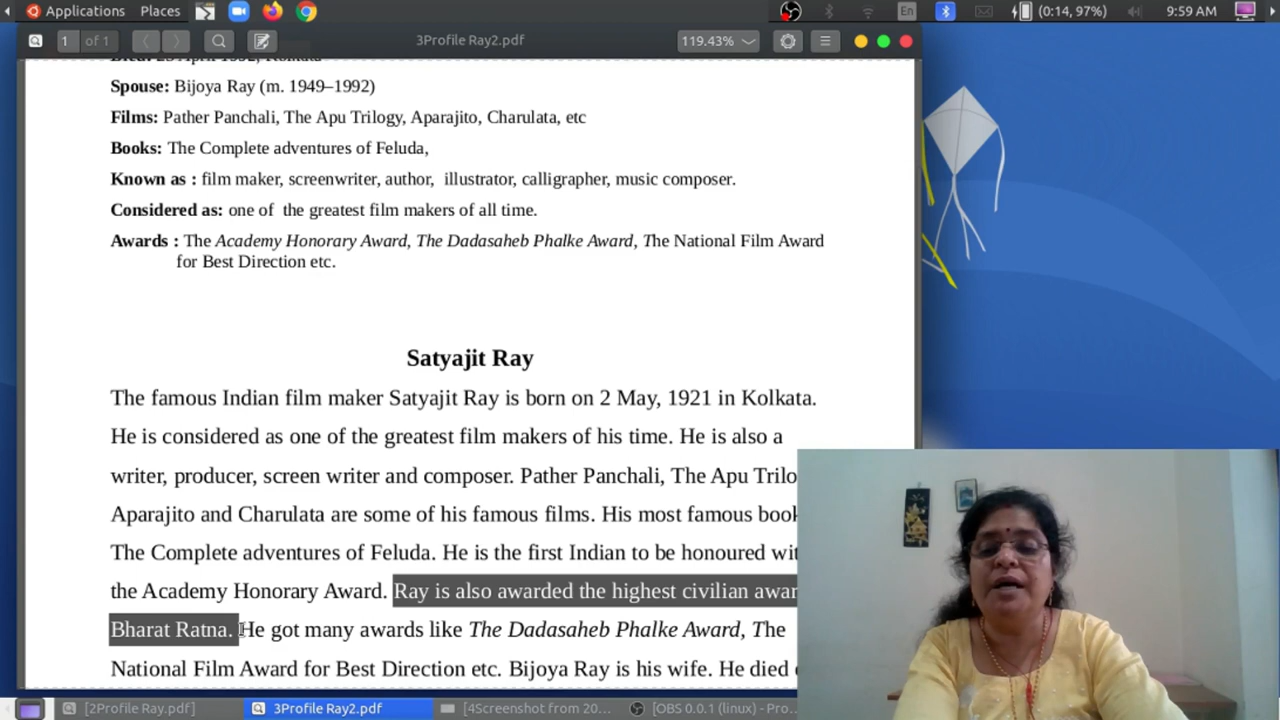 Applications Places En (0:14, 97%) 9:59 AM
1 of 1 3Profile Ray2.pdf 119.43%
Spouse: Bijoya Ray (m. 1949–1992)
Films: Pather Panchali, The Apu Trilogy, Aparajito, Charulata, etc
Books: The Complete adventures of Feluda,
Known as : film maker, screenwriter, author, illustrator, calligrapher, music composer.
Considered as: one of the greatest film makers of all time.
Awards : The Academy Honorary Award, The Dadasaheb Phalke Award, The National Film Award
for Best Direction etc.
Satyajit Ray
The famous Indian film maker Satyajit Ray is born on 2 May, 1921 in Kolkata.
He is considered as one of the greatest film makers of his time. He is also a
writer, producer, screen writer and composer. Pather Panchali, The Apu Trilo
Aparajito and Charulata are some of his famous films. His most famous book
The Complete adventures of Feluda. He is the first Indian to be honoured wit
the Academy Honorary Award. Ray is also awarded the highest civilian awar
Bharat Ratna. He got many awards like The Dadasaheb Phalke Award, The
National Film Award for Best Direction etc. Bijoya Ray is his wife. He died
[2Profile Ray.pdf] 3Profile Ray2.pdf [4Screenshot from 20... [OBS 0.0.1 (linux) - Pro...